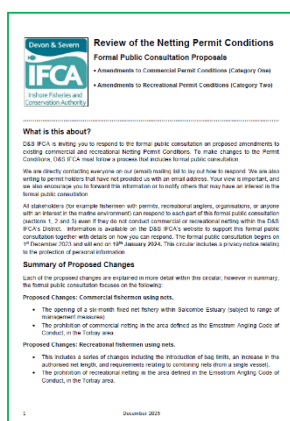 Devon & Severn
IFCA
Inshore Fisheries and
Conservation Authority
Review of the Netting Permit Conditions
Formal Public Consultation Proposals
• Amendments to Commercial Permit Conditions (Category One)
• Amendments to Recreational Permit Conditions (Category Two)
What is this about?
D&S IFCA is inviting you to respond to the formal public consultation on proposed amendments to
existing commercial and recreational Netting Permit Conditions. To make changes to the Permit
Conditions, D&S IFCA must follow a process that includes formal public consultation.
We are directly contacting everyone on our (email) mailing list to lay out how to respond. We are also
writing to permit holders that have not provided us with an email address. Your view is important, and
we also encourage you to forward this information or to notify others that may have an interest in the
formal public consultation.
All stakeholders (for example fishermen with permits, recreational anglers, organisations, or anyone
with an interest in the marine environment) can respond to each part of this formal public consultation
(sections 1, 2 and 3) even if they do not conduct commercial or recreational netting within the D&S
IFCA's District. Information is available on the D&S IFCA's website to support this formal public
consultation together with details on how you can respond. The formal public consultation begins on
1st December 2023 and will end on 19th January 2024. This circular includes a privacy notice relating
to the protection of personal information.
Summary of Proposed Changes
Each of the proposed changes are explained in more detail within this circular, however in summary,
the formal public consultation focuses on the following:
Proposed Changes: Commercial fishermen using nets.
• The opening of a six-month fixed net fishery within Salcombe Estuary (subject to range of
management measures)
• The prohibition of commercial netting in the area defined as the Emsstrom Angling Code of
Conduct, in the Torbay area.
Proposed Changes: Recreational fishermen using nets.
• This includes a series of changes including the introduction of bag limits, an increase in the
authorised net length, and requirements relating to combining nets (from a single vessel).
• The prohibition of recreational netting in the area defined as the Emsstrom Angling Code of
Conduct, in the Torbay area.
1 December 2023